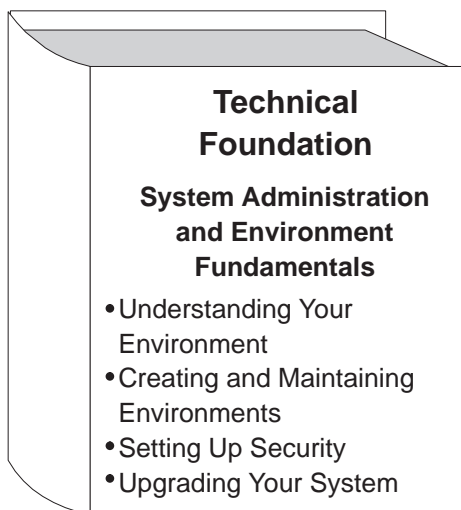 Technical
Foundation
System Administration
and Environment
Fundamentals
•Understanding Your
Environment
•Creating and Maintaining
Environments
•Setting Up Security
•Upgrading Your System